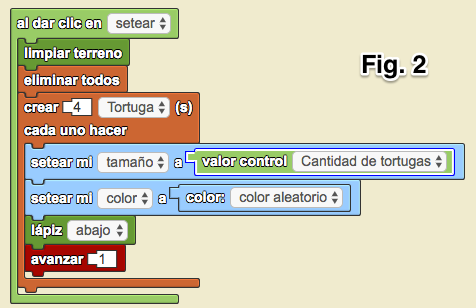 al dar clic en setear
Fig. 2
limpiar terreno
eliminar todos
crear 4 Tortuga (s)
cada uno hacer
setear mi tamaño a valor control Cantidad de tortugas
setear mi color a color: color aleatorio
lápiz abajo
avanzar 1